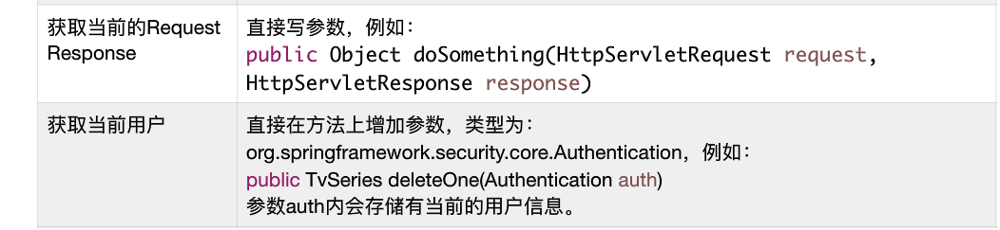 获取当前的Request
Response
直接写参数，例如：
public Object doSomething(HttpServletRequest request,
HttpServletResponse response)
获取当前用户
直接在方法上增加参数，类型为：
org.springframework.security.core.Authentication，例如：
public TvSeries deleteOne(Authentication auth)
参数auth内会存储有当前的用户信息。